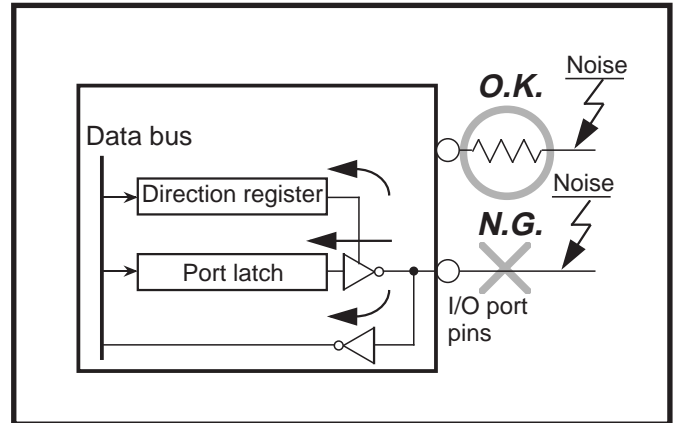 Noise
O.K.
Data bus
Direction register
Noise
N.G.
Port latch
I/O port
pins